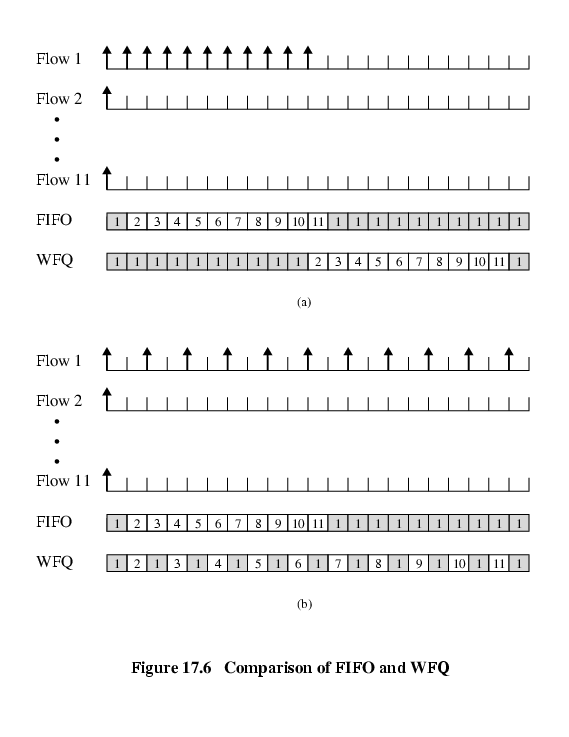 Flow 1
Flow 2
Flow 11
FIFO 1 2 3 4 5 6 7 8 9 10 11 1 1 1 1 1 1 1 1 1 1
WFQ 1 1 1 1 1 1 1 1 1 1 2 3 4 5 6 7 8 9 10 11 1
(a)
Flow 1
Flow 2
Flow 11
FIFO 1 2 3 4 5 6 7 8 9 10 11 1 1 1 1 1 1 1 1 1 1
WFQ 1 2 1 3 1 4 1 5 1 6 1 7 1 8 1 9 1 10 1 11 1
(b)
Figure 17.6 Comparison of FIFO and WFQ